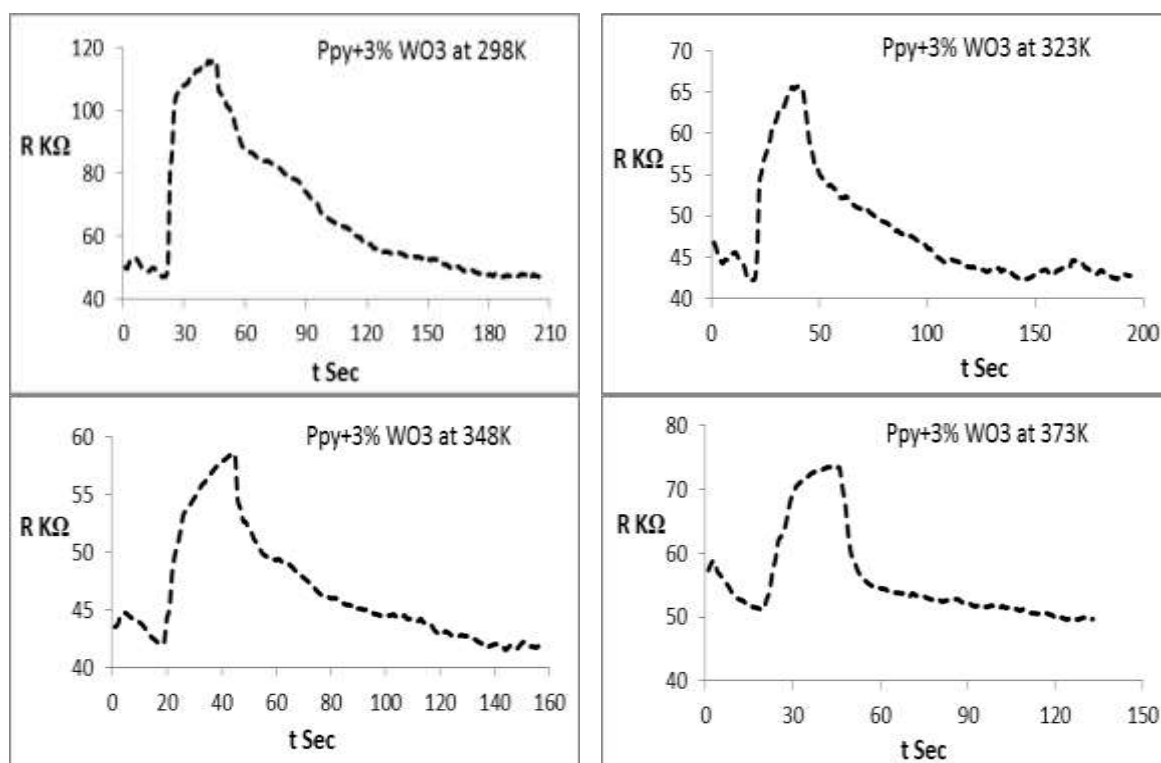 Ppy+3% WO3 at 298K
120
100
80
60
40
R KΩ
0 30 60 90 120 150 180 210
t Sec
Ppy+3% WO3 at 323K
70
65
60
55
50
45
40
R KΩ
0 50 100 150 200
t Sec
Ppy+3% WO3 at 348K
60
55
50
45
40
R KΩ
0 20 40 60 80 100 120 140 160
t Sec
Ppy+3% WO3 at 373K
80
70
60
50
40
R KΩ
0 30 60 90 120 150
t Sec